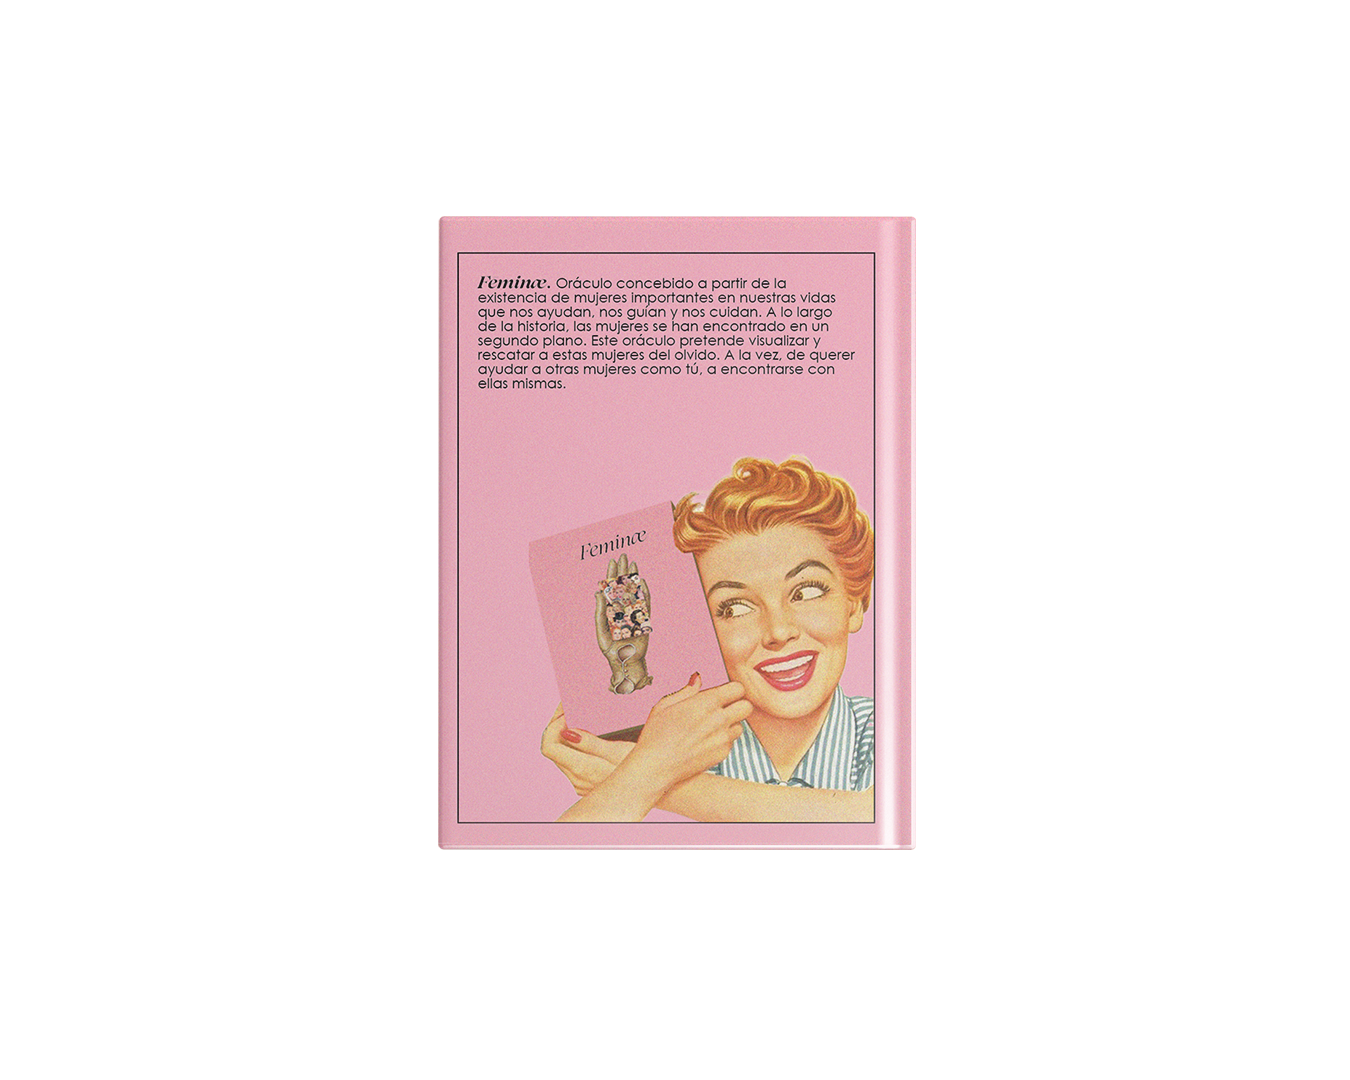 Feminæ. Oráculo concebido a partir de la
existencia de mujeres importantes en nuestras vidas
que nos ayudan, nos guían y nos cuidan. A lo largo
de la historia, las mujeres se han encontrado en un
segundo plano. Este oráculo pretende visualizar y
rescatar a estas mujeres del olvido. A la vez, de querer
ayudar a otras mujeres como tú, a encontrarse con
ellas mismas.
Feminæ